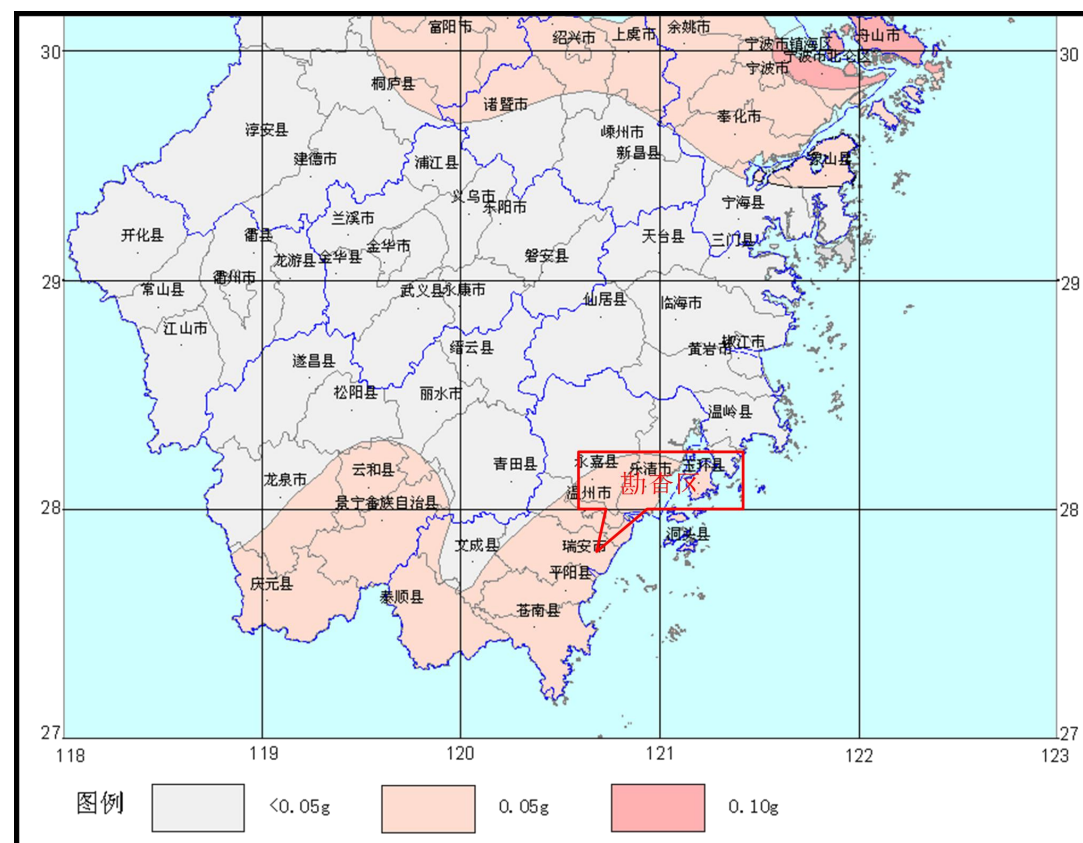 富阳市
绍兴市
上虞市
余姚市
舟山市
宁波市镇海区
宁波市北仑区
宁波市
30
30
桐庐县
诸暨市
奉化市
淳安县
嵊州市
建德市
浦江县
新昌县
象山县
义乌市
东阳市
宁海县
兰溪市
开化县
衢县
金华市
天台县
三门县
龙游县
金华县
磐安县
衢州市
29
29
常山县
武义县
永康市
仙居县
临海市
江山市
缙云县
黄岩市
椒江市
遂昌县
松阳县
丽水市
温岭县
云和县
青田县
永嘉县
乐清市
玉环县
龙泉市
温州市
勘查区
景宁畲族自治县
28
28
文成县
瑞安市
洞头县
庆元县
平阳县
泰顺县
苍南县
27
27
118
119
120
121
122
123
图例
<0.05g
0.05g
0.10g